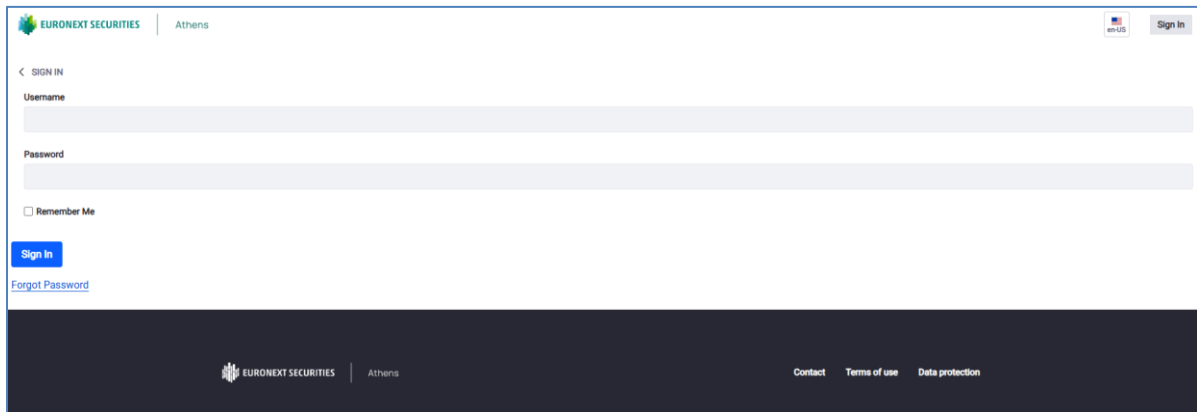 EURONEXT SECURITIES Athens en-US Sign In
SIGN IN
Username
Password
Remember Me
Sign In
Forgot Password
EURONEXT SECURITIES Athens Contact Terms of use Data protection